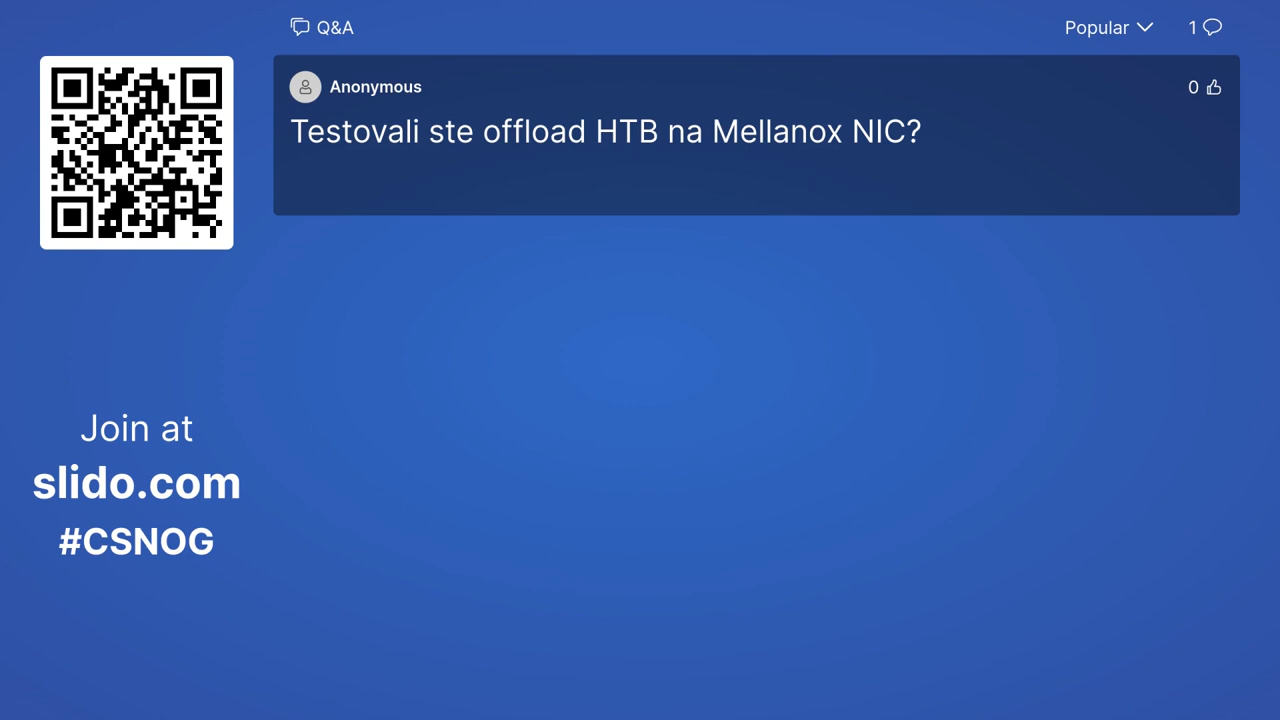 Q&A
Popular
1
Anonymous
0
Testovali ste offload HTB na Mellanox NIC?
Join at
slido.com
#CSNOG